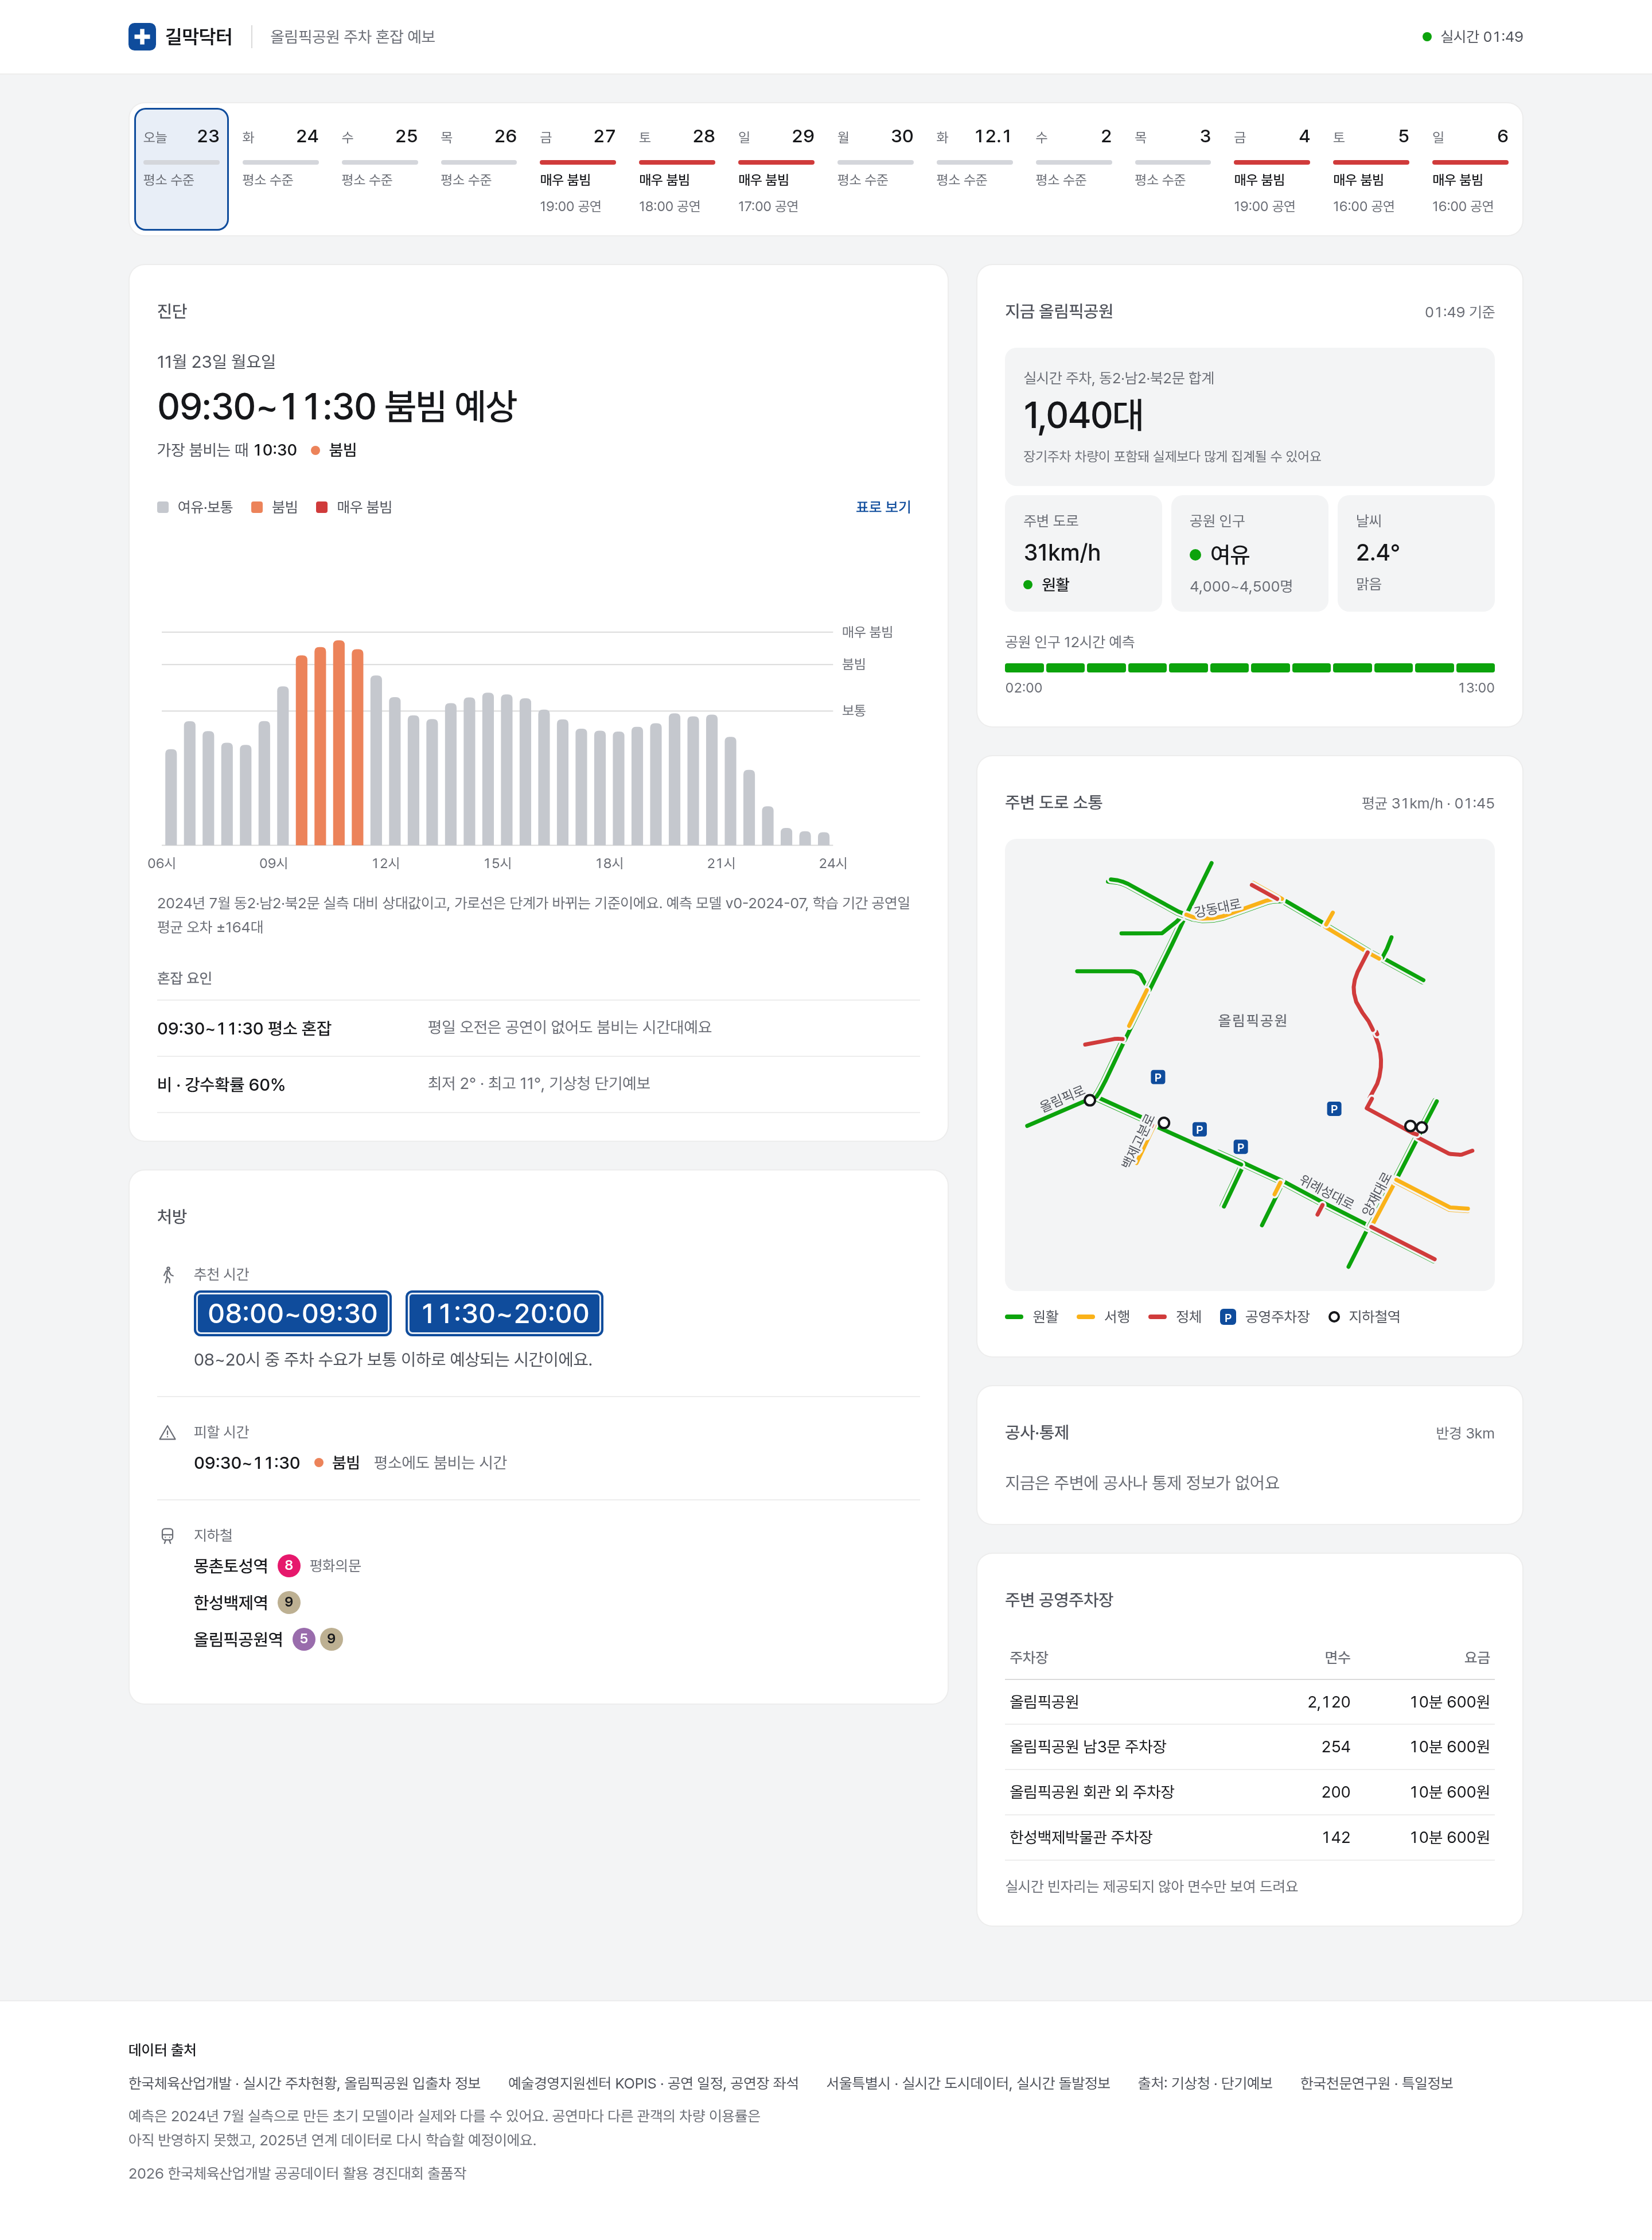 길막닥터 올림픽공원 주차 혼잡 예보 실시간 01:49
오늘 23 화 24 수 25 목 26 금 27 토 28 일 29 월 30 화 12.1 수 2 목 3 금 4 토 5 일 6
평소 수준 평소 수준 평소 수준 평소 수준 매우 붐빔 매우 붐빔 매우 붐빔 평소 수준 평소 수준 평소 수준 평소 수준 매우 붐빔 매우 붐빔 매우 붐빔
19:00 공연 18:00 공연 17:00 공연 19:00 공연 16:00 공연 16:00 공연
진단
11월 23일 월요일
09:30~11:30 붐빔 예상
가장 붐비는 때 10:30 붐빔
여유·보통 붐빔 매우 붐빔 표로 보기
매우 붐빔
붐빔
보통
06시 09시 12시 15시 18시 21시 24시
2024년 7월 동2·남2·북2문 실측 대비 상대값이고, 가로선은 단계가 바뀌는 기준이에요. 예측 모델 v0-2024-07, 학습 기간 공연일
평균 오차 ±164대
혼잡 요인
09:30~11:30 평소 혼잡 평일 오전은 공연이 없어도 붐비는 시간대예요
비 · 강수확률 60% 최저 2° · 최고 11°, 기상청 단기예보
처방
추천 시간
08:00~09:30 11:30~20:00
08~20시 중 주차 수요가 보통 이하로 예상되는 시간이에요.
피할 시간
09:30~11:30 붐빔 평소에도 붐비는 시간
지하철
몽촌토성역 8 평화의문
한성백제역 9
올림픽공원역 5 9
지금 올림픽공원 01:49 기준
실시간 주차, 동2·남2·북2문 합계
1,040대
장기주차 차량이 포함돼 실제보다 많게 집계될 수 있어요
주변 도로 공원 인구 날씨
31km/h 여유 2.4°
원활 4,000~4,500명 맑음
공원 인구 12시간 예측
02:00 13:00
주변 도로 소통 평균 31km/h · 01:45
강동대로
올림픽공원
P
올림픽로
P
백제고분로
P
P
위례성대로
양재대로
원활 서행 정체 P 공영주차장 지하철역
공사·통제 반경 3km
지금은 주변에 공사나 통제 정보가 없어요
주변 공영주차장
주차장 면수 요금
올림픽공원 2,120 10분 600원
올림픽공원 남3문 주차장 254 10분 600원
올림픽공원 회관 외 주차장 200 10분 600원
한성백제박물관 주차장 142 10분 600원
실시간 빈자리는 제공되지 않아 면수만 보여 드려요
데이터 출처
한국체육산업개발 · 실시간 주차현황, 올림픽공원 입출차 정보 예술경영지원센터 KOPIS · 공연 일정, 공연장 좌석 서울특별시 · 실시간 도시데이터, 실시간 돌발정보 출처: 기상청 · 단기예보 한국천문연구원 · 특일정보
예측은 2024년 7월 실측으로 만든 초기 모델이라 실제와 다를 수 있어요. 공연마다 다른 관객의 차량 이용률은
아직 반영하지 못했고, 2025년 연계 데이터로 다시 학습할 예정이에요.
2026 한국체육산업개발 공공데이터 활용 경진대회 출품작